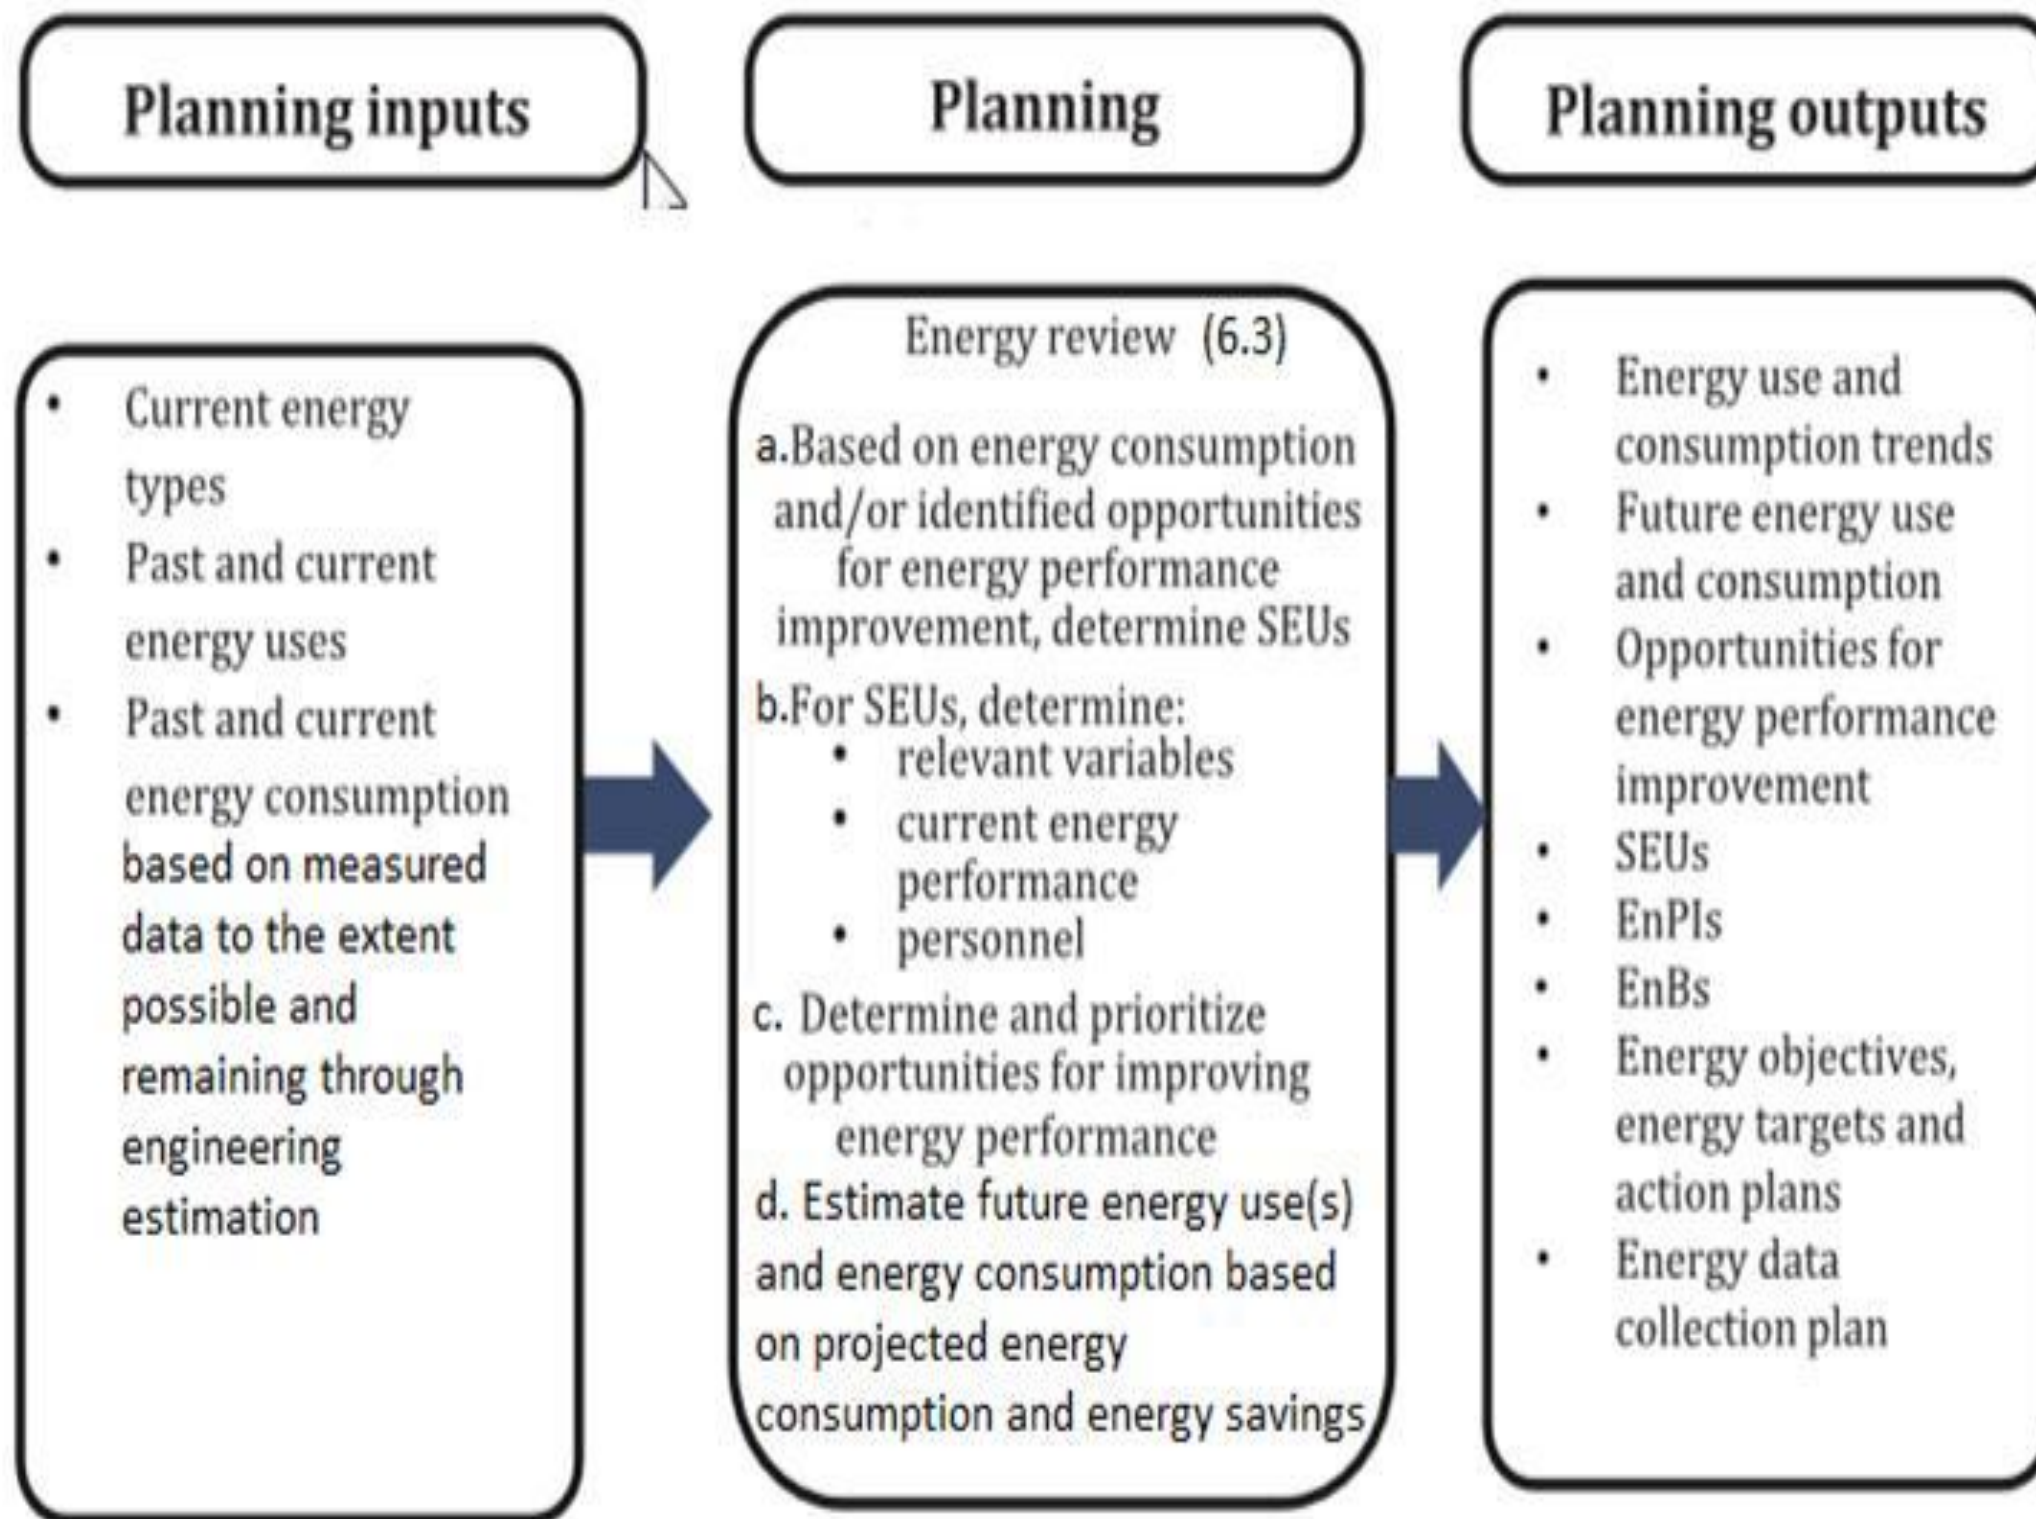 Planning inputs
Planning
Planning outputs
• Current energy
types
• Past and current
energy uses
• Past and current
energy consumption
based on measured
data to the extent
possible and
remaining through
engineering
estimation
Energy review (6.3)
a.Based on energy consumption
and/or identified opportunities
for energy performance
improvement, determine SEUs
b.For SEUs, determine:
• relevant variables
• current energy
performance
• personnel
c. Determine and prioritize
opportunities for improving
energy performance
d. Estimate future energy use(s)
and energy consumption based
on projected energy
consumption and energy savings
• Energy use and
consumption trends
• Future energy use
and consumption
• Opportunities for
energy performance
improvement
• SEUs
• EnPIs
• EnBs
• Energy objectives,
energy targets and
action plans
• Energy data
collection plan